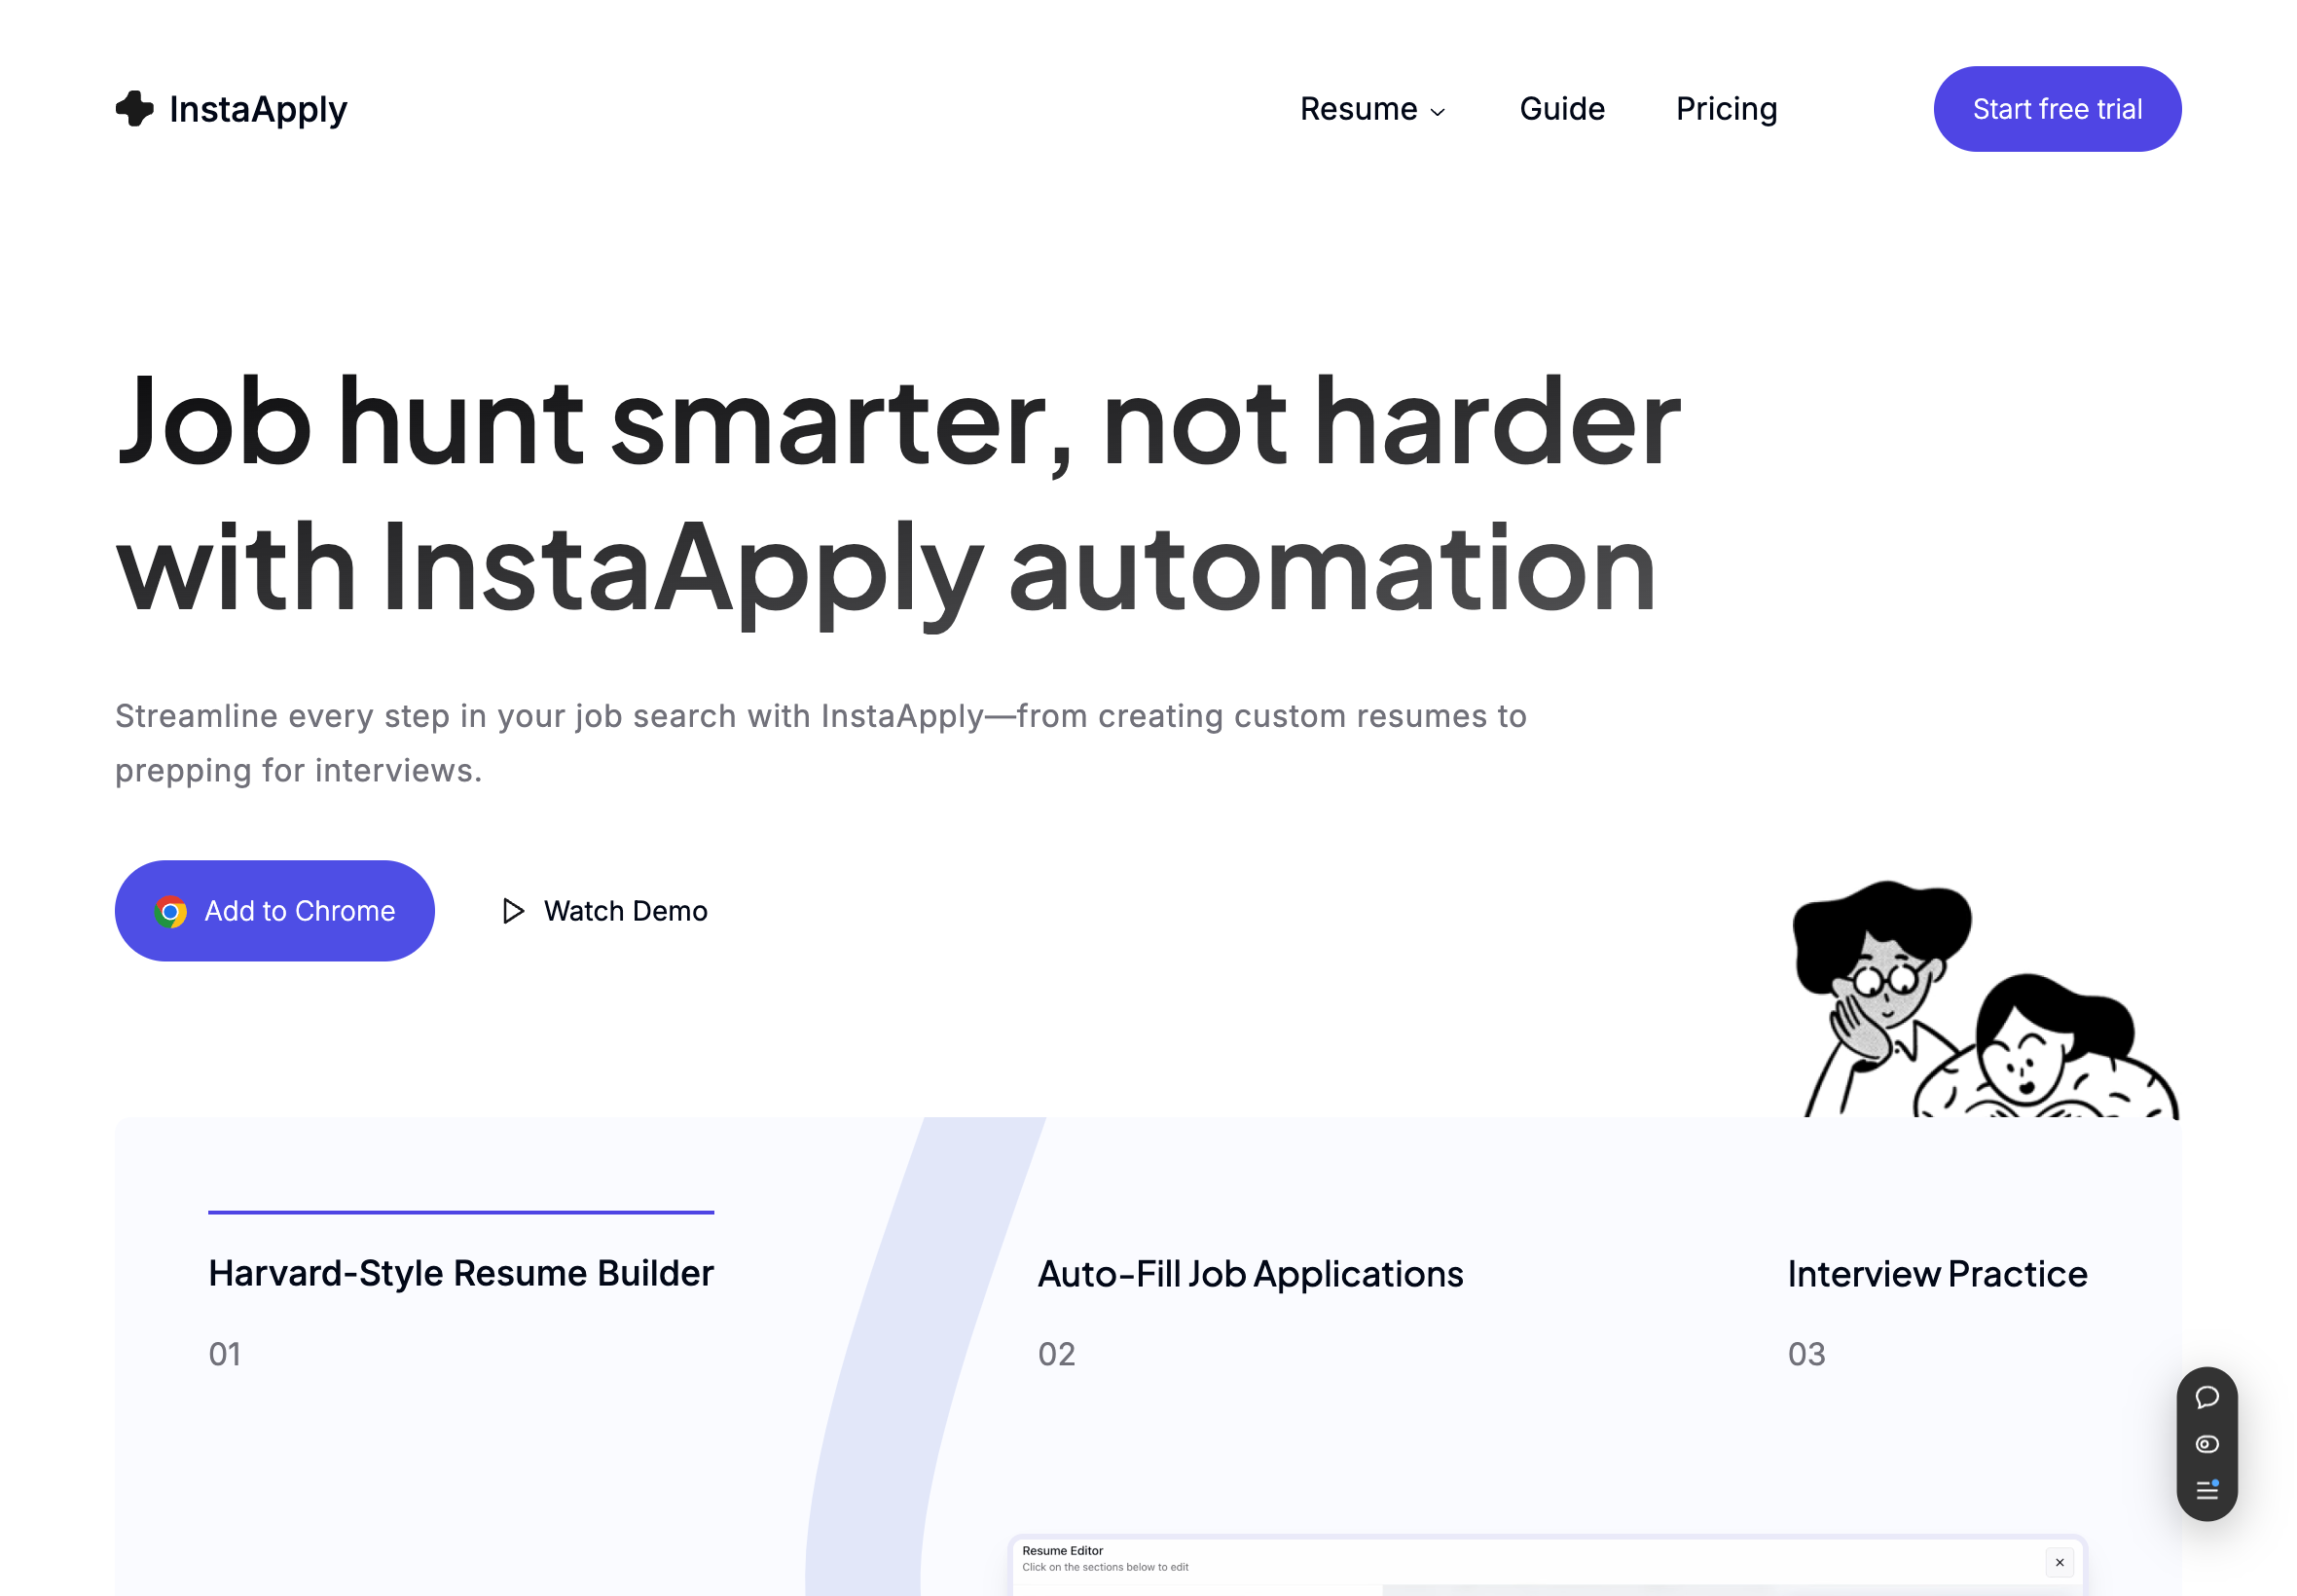 InstaApply
Resume
Guide
Pricing
Start free trial
Job hunt smarter, not harder
with InstaApply automation
Streamline every step in your job search with InstaApply—from creating custom resumes to
prepping for interviews.
Add to Chrome
Watch Demo
Harvard-Style Resume Builder
01
Auto-Fill Job Applications
02
Interview Practice
03
Resume Editor
Click on the sections below to edit